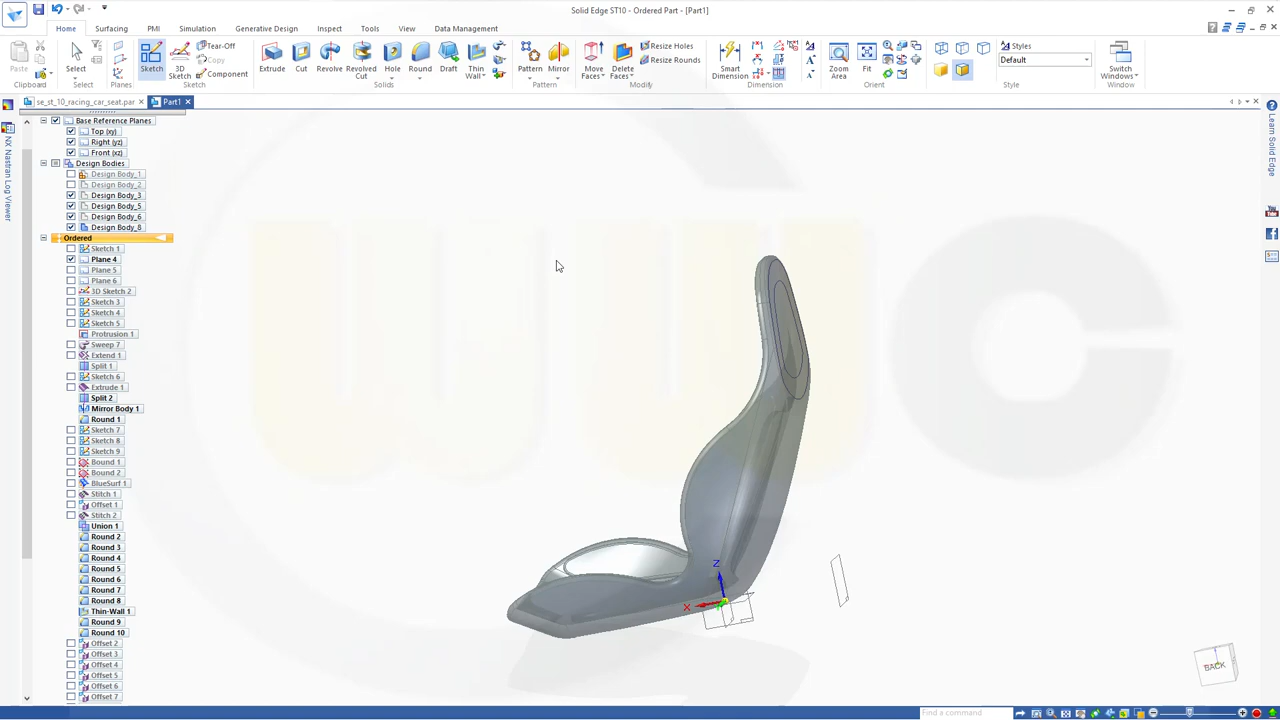 Solid Edge ST10 - Ordered Part - [Part1]
Home Surfacing PMI Simulation Generative Design Inspect Tools View Data Management
Paste Select Sketch 3D Sketch Tear-Off Copy Component Extrude Cut Revolve Revolved Cut Hole Round Draft Thin Wall Pattern Mirror Move Faces Delete Faces Resize Holes Resize Rounds Smart Dimension Zoom Area Fit Styles Default Switch Windows
Clipboard Select Planes Sketch Solids Pattern Modify Dimension Orient Style Window
se_st_10_racing_car_seat.par Part1
NX Nastran Log Viewer
Learn Solid Edge
You Tube
Base Reference Planes
Top (xy)
Right (yz)
Front (xz)
Design Bodies
Design Body_1
Design Body_2
Design Body_3
Design Body_5
Design Body_6
Design Body_8
Ordered
Sketch 1
Plane 4
Plane 5
Plane 6
3D Sketch 2
Sketch 3
Sketch 4
Sketch 5
Protrusion 1
Sweep 7
Extend 1
Split 1
Sketch 6
Extrude 1
Split 2
Mirror Body 1
Round 1
Sketch 7
Sketch 8
Sketch 9
Bound 1
Bound 2
BlueSurf 1
Stitch 1
Offset 1
Stitch 2
Union 1
Round 2
Round 3
Round 4
Round 5
Round 6
Round 7
Round 8
Thin-Wall 1
Round 9
Round 10
Offset 2
Offset 3
Offset 4
Offset 5
Offset 6
Offset 7
Z
X
BACK
Find a command